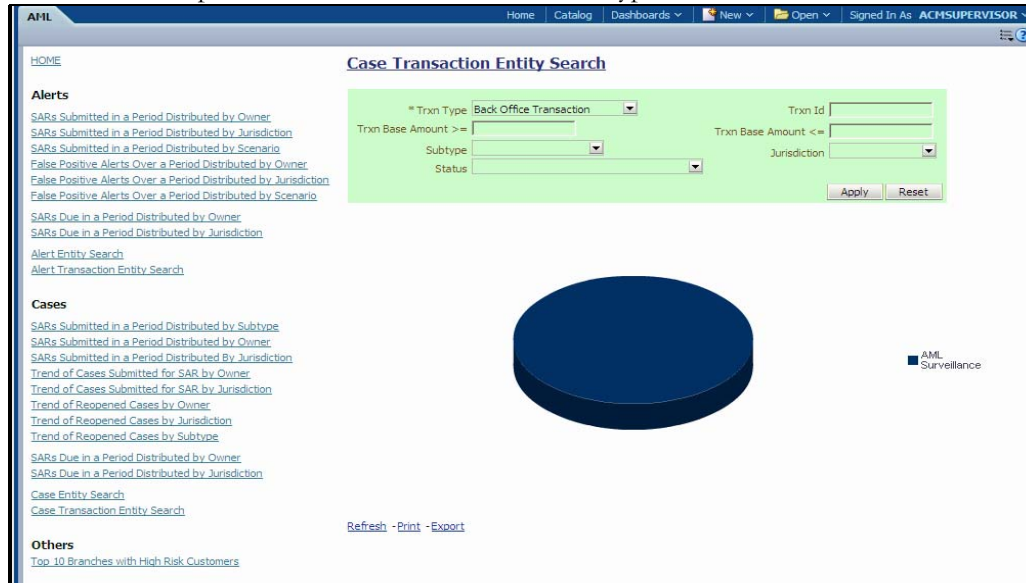 AML
Home Catalog Dashboards New Open Signed In As ACMSUPERVISOR
HOME
Alerts
SARs Submitted in a Period Distributed by Owner
SARs Submitted in a Period Distributed by Jurisdiction
SARs Submitted in a Period Distributed by Scenario
False Positive Alerts Over a Period Distributed by Owner
False Positive Alerts Over a Period Distributed by Jurisdiction
False Positive Alerts Over a Period Distributed by Scenario
SARs Due in a Period Distributed by Owner
SARs Due in a Period Distributed by Jurisdiction
Alert Entity Search
Alert Transaction Entity Search
Cases
SARs Submitted in a Period Distributed by Subtype
SARs Submitted in a Period Distributed by Owner
SARs Submitted in a Period Distributed By Jurisdiction
Trend of Cases Submitted for SAR by Owner
Trend of Cases Submitted for SAR by Jurisdiction
Trend of Reopened Cases by Owner
Trend of Reopened Cases by Jurisdiction
Trend of Reopened Cases by Subtype
SARs Due in a Period Distributed by Owner
SARs Due in a Period Distributed by Jurisdiction
Case Entity Search
Case Transaction Entity Search
Others
Top 10 Branches with High Risk Customers
Case Transaction Entity Search
* Trxn Type Back Office Transaction Trxn Id
Trxn Base Amount >= Trxn Base Amount <=
Subtype Jurisdiction
Status
Apply Reset
AML
Surveillance
Refresh - Print - Export